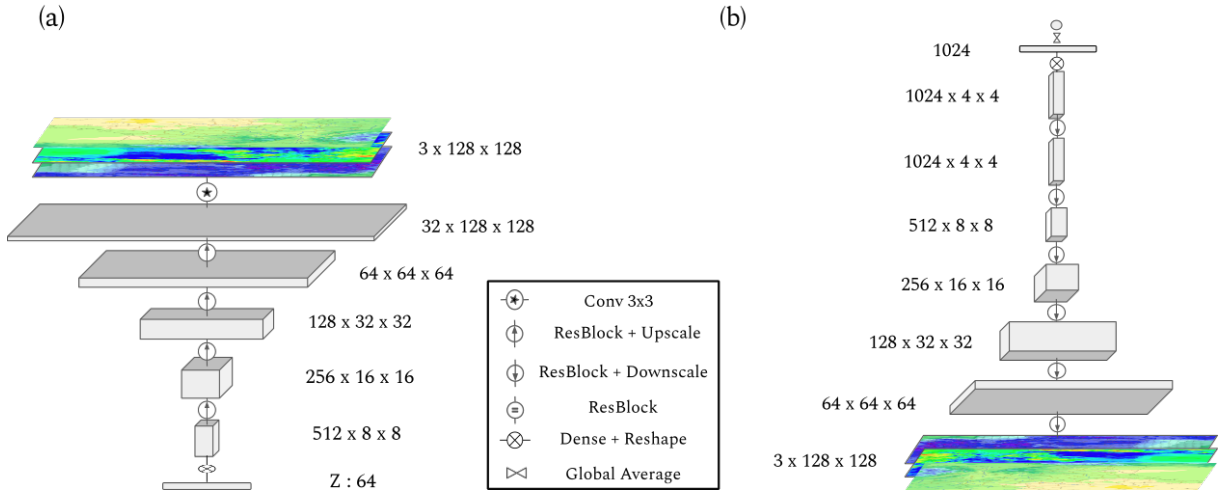 (a)
3 x 128 x 128
32 x 128 x 128
64 x 64 x 64
128 x 32 x 32
256 x 16 x 16
512 x 8 x 8
Z : 64
Conv 3x3
ResBlock + Upscale
ResBlock + Downscale
ResBlock
Dense + Reshape
Global Average
(b)
1024
1024 x 4 x 4
1024 x 4 x 4
512 x 8 x 8
256 x 16 x 16
128 x 32 x 32
64 x 64 x 64
3 x 128 x 128